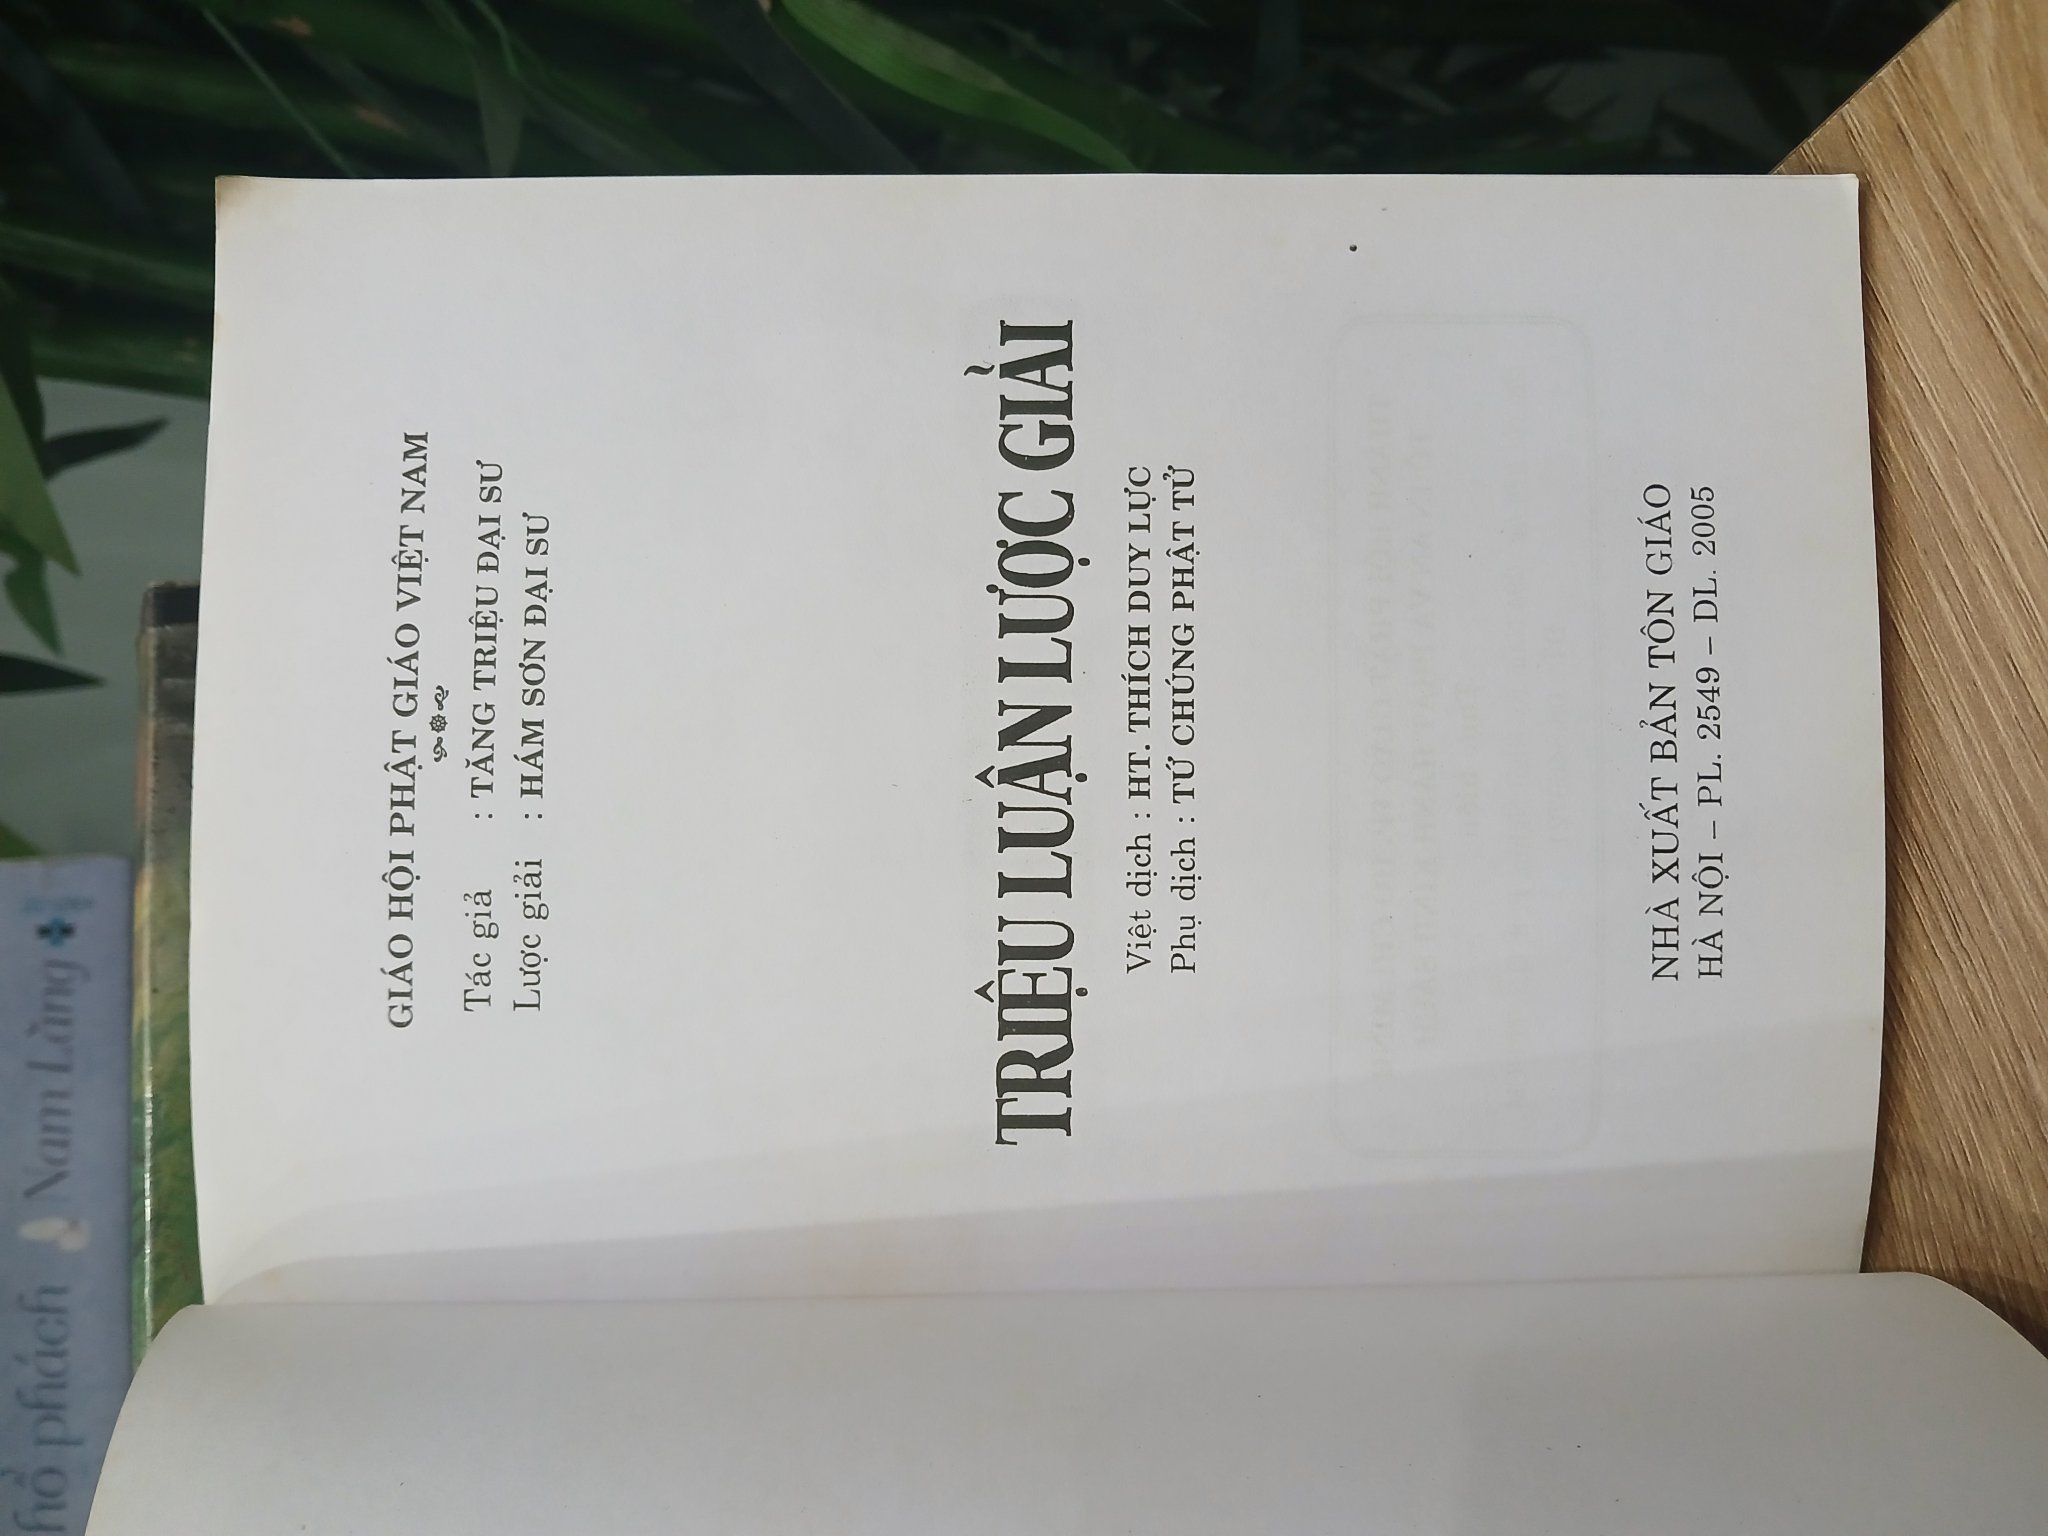 GIÁO HỘI PHẬT GIÁO VIỆT NAM
Tác giả : TĂNG TRIỆU ĐẠI SƯ
Lược giải : HÁM SƠN ĐẠI SƯ
TRIỆU LUẬN LƯỢC GIẢI
Việt dịch : HT. THÍCH DUY LỰC
Phụ dịch : TỨ CHÚNG PHẬT TỬ
NHÀ XUẤT BẢN TÔN GIÁO
HÀ NỘI – PL. 2549 – DL. 2005
hổ phách Nam Lùng